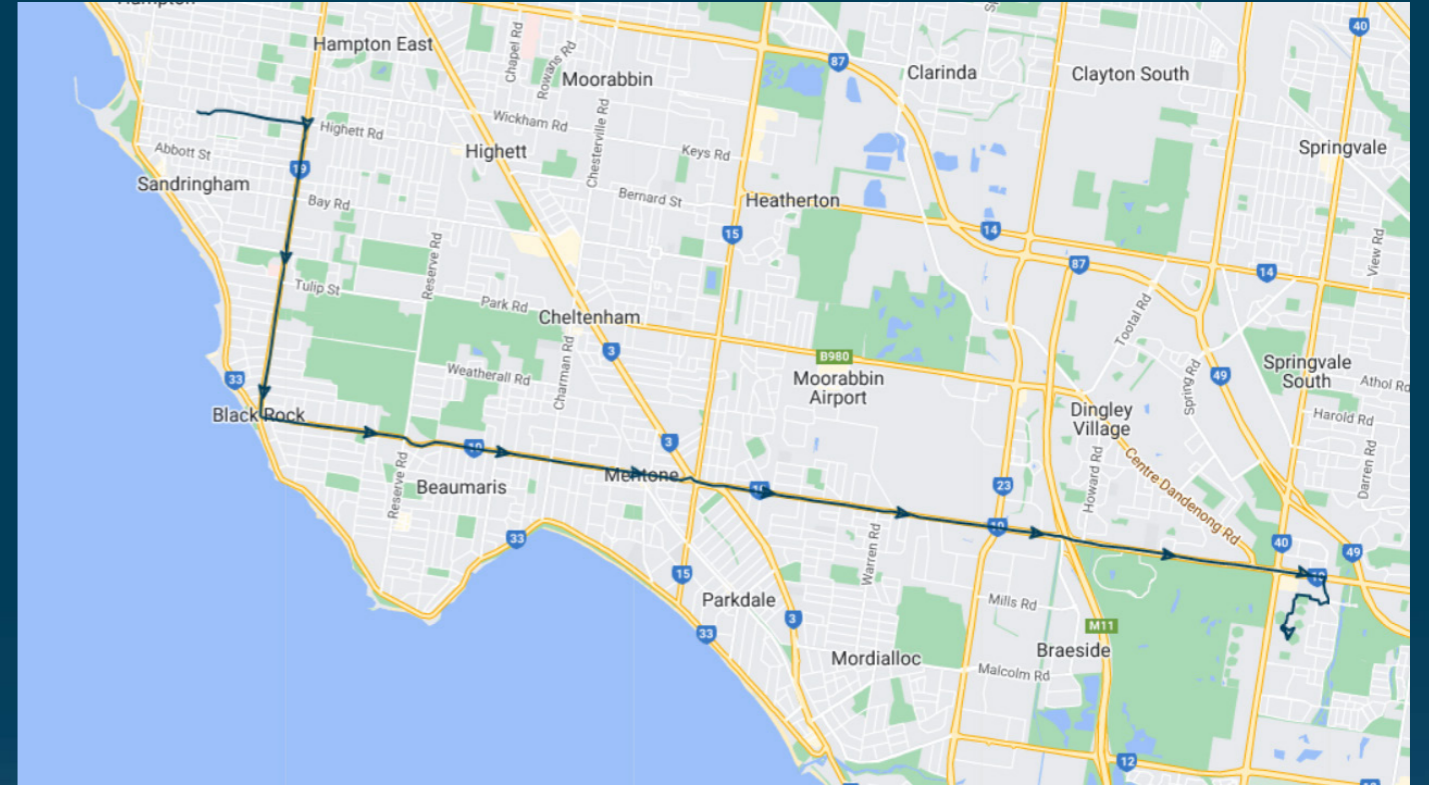 Hampton
Hampton East
Chapel Rd
Rowans Rd
Moorabbin
87
Clarinda
Clayton South
40
Highett Rd
Wickham Rd
Chesterville Rd
Keys Rd
Highett
Springvale
Abbott St
19
Sandringham
Bay Rd
Bernard St
Heatherton
15
14
View Rd
Reserve Rd
87
14
Tulip St
Park Rd
Cheltenham
Tootal Rd
3
B980
Charman Rd
Weatherall Rd
Moorabbin
Airport
Springvale
South
33
Spring Rd
49
Athol Rd
Black Rock
Dingley
Village
Harold Rd
3
10
Reserve Rd
Beaumaris
Mentone
Howard Rd
Centre Dandenong Rd
Darren Rd
23
10
33
Warren Rd
40
49
15
Parkdale
Mills Rd
3
M11
33
Mordialloc
Braeside
Malcolm Rd
12